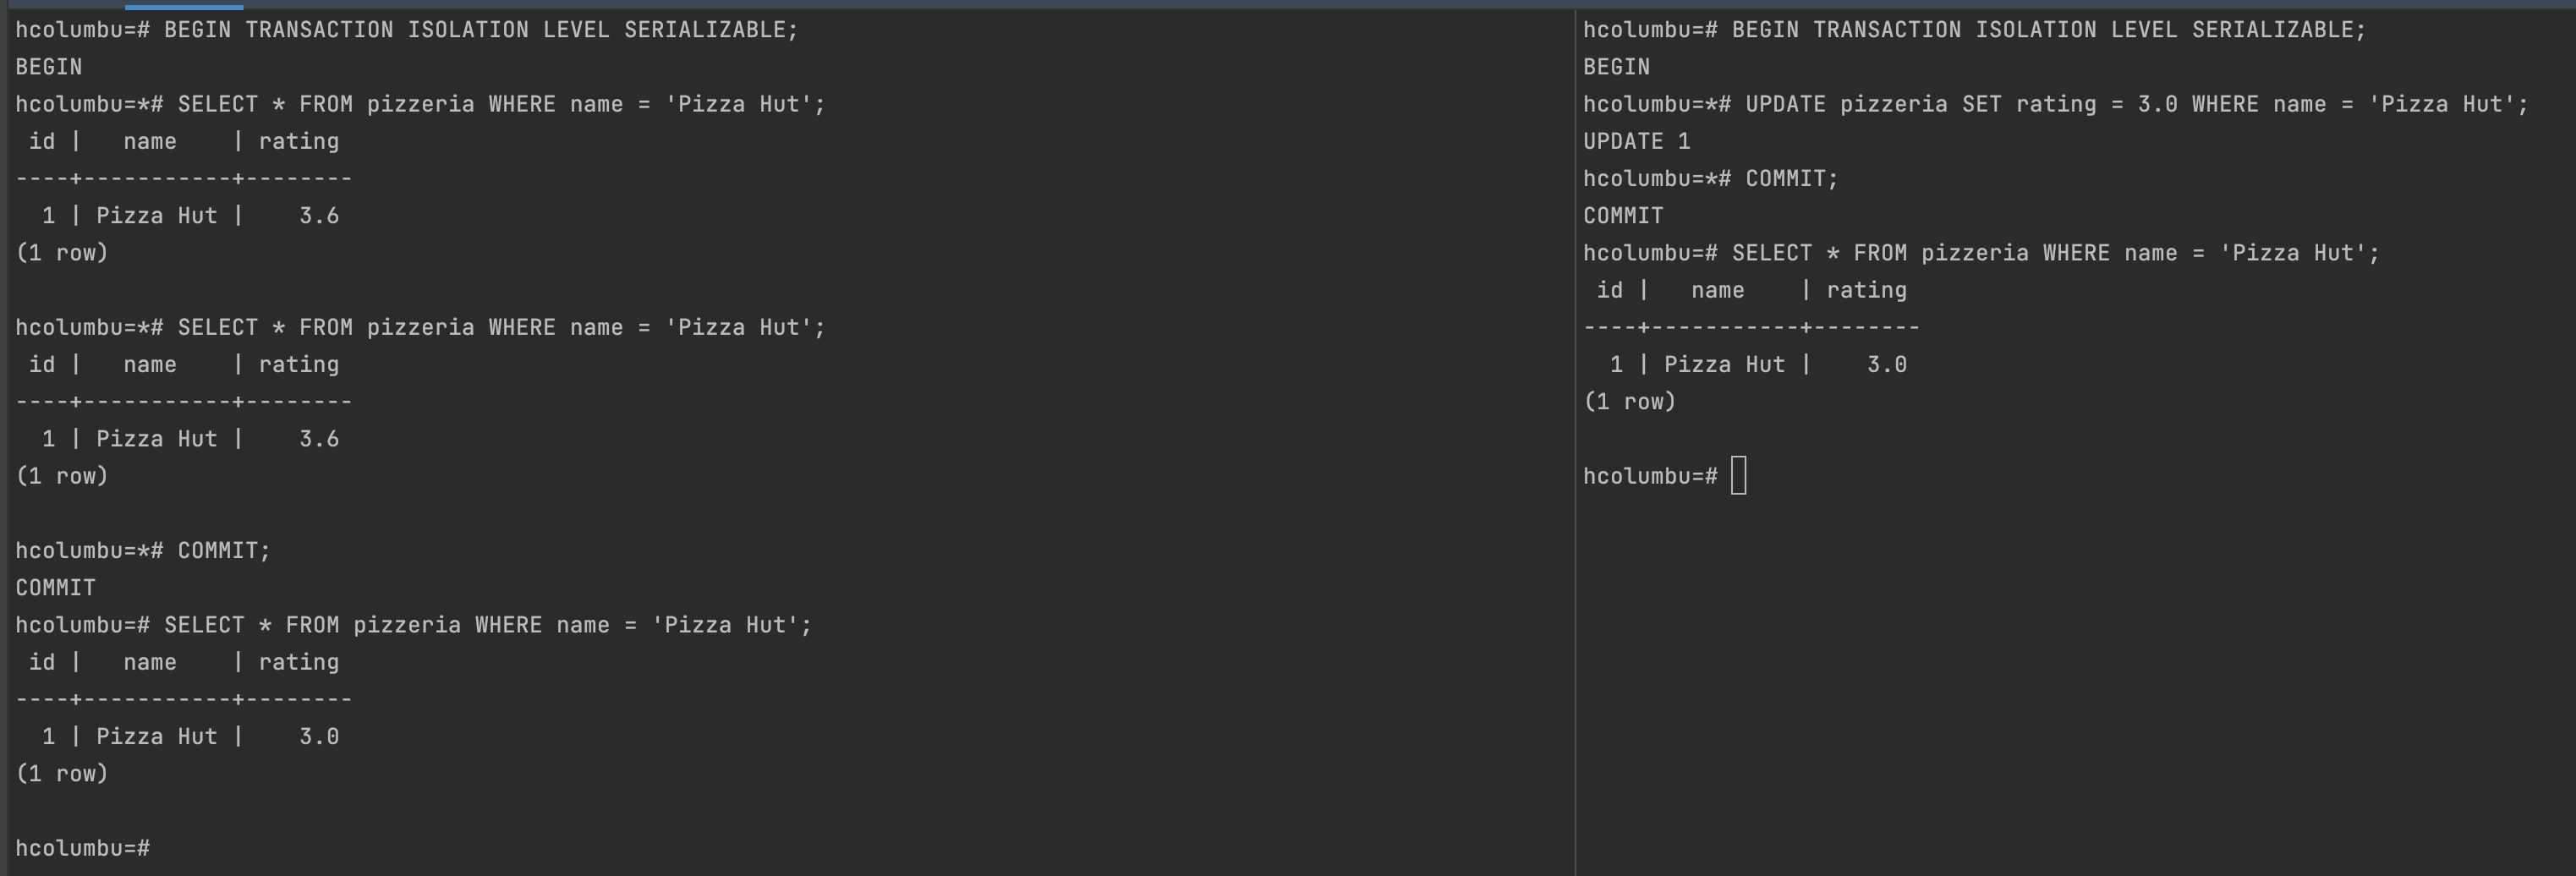 hcolumbu=# BEGIN TRANSACTION ISOLATION LEVEL SERIALIZABLE;
BEGIN
hcolumbu=*# SELECT * FROM pizzeria WHERE name = 'Pizza Hut';
 id |   name    | rating
----+-----------+--------
  1 | Pizza Hut |    3.6
(1 row)

hcolumbu=*# SELECT * FROM pizzeria WHERE name = 'Pizza Hut';
 id |   name    | rating
----+-----------+--------
  1 | Pizza Hut |    3.6
(1 row)

hcolumbu=*# COMMIT;
COMMIT
hcolumbu=# SELECT * FROM pizzeria WHERE name = 'Pizza Hut';
 id |   name    | rating
----+-----------+--------
  1 | Pizza Hut |    3.0
(1 row)

hcolumbu=#
hcolumbu=# BEGIN TRANSACTION ISOLATION LEVEL SERIALIZABLE;
BEGIN
hcolumbu=*# UPDATE pizzeria SET rating = 3.0 WHERE name = 'Pizza Hut';
UPDATE 1
hcolumbu=*# COMMIT;
COMMIT
hcolumbu=# SELECT * FROM pizzeria WHERE name = 'Pizza Hut';
 id |   name    | rating
----+-----------+--------
  1 | Pizza Hut |    3.0
(1 row)

hcolumbu=#